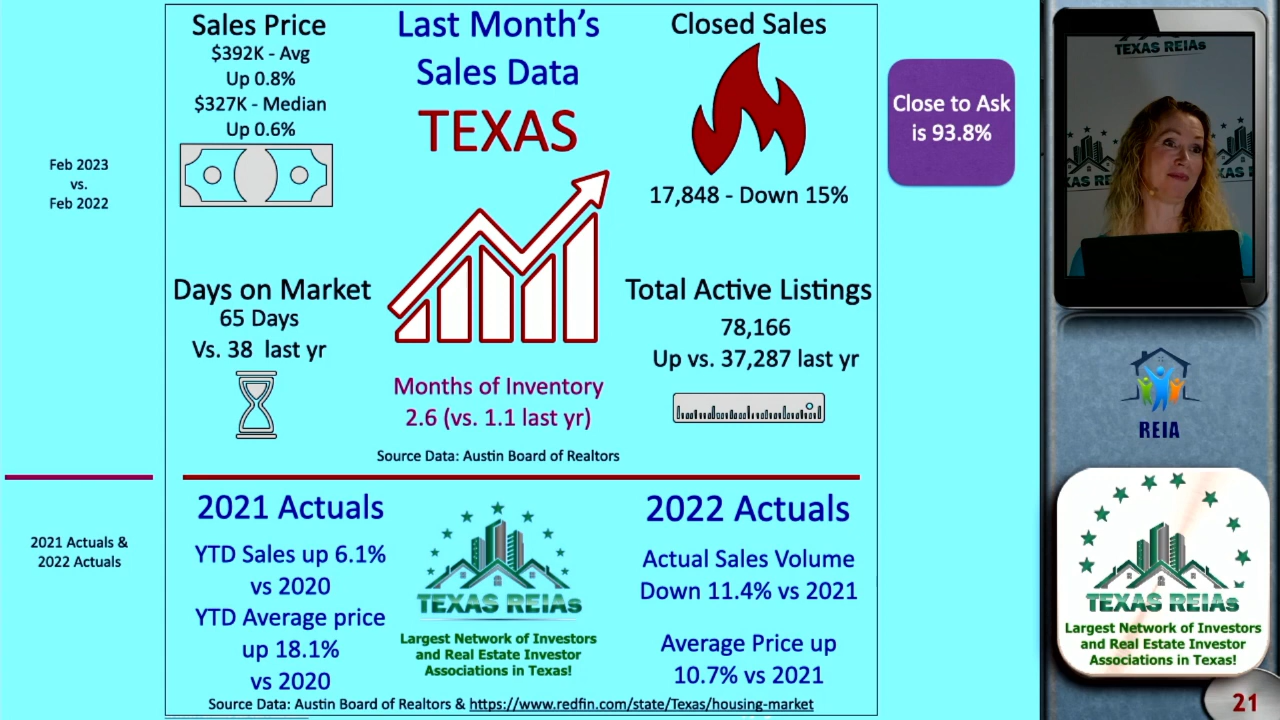 Feb 2023
vs.
Feb 2022
Sales Price
$392K - Avg
Up 0.8%
$327K - Median
Up 0.6%
Last Month's
Sales Data
TEXAS
Closed Sales
17,848 - Down 15%
Close to Ask
is 93.8%
Days on Market
65 Days
Vs. 38 last yr
Months of Inventory
2.6 (vs. 1.1 last yr)
Total Active Listings
78,166
Up vs. 37,287 last yr
Source Data: Austin Board of Realtors
2021 Actuals &
2022 Actuals
2021 Actuals
YTD Sales up 6.1%
vs 2020
YTD Average price
up 18.1%
vs 2020
TEXAS REIAs
Largest Network of Investors
and Real Estate Investor
Associations in Texas!
2022 Actuals
Actual Sales Volume
Down 11.4% vs 2021
Average Price up
10.7% vs 2021
Source Data: Austin Board of Realtors & https://www.redfin.com/state/Texas/housing-market
TEXAS REIAs
REIA
TEXAS REIAs
Largest Network of Investors
and Real Estate Investor
Associations in Texas!
21